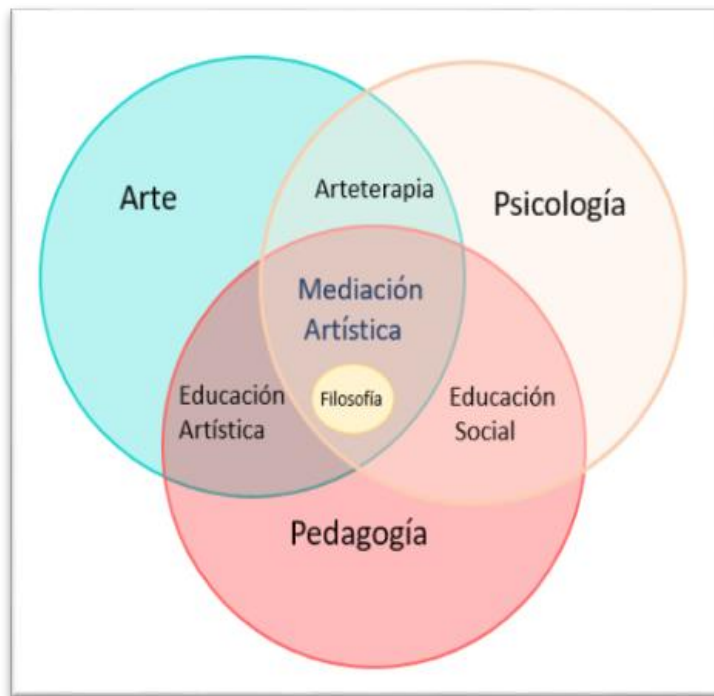 Arte
Arteterapia
Psicología
Mediación
Artística
Educación
Artística
Filosofía
Educación
Social
Pedagogía